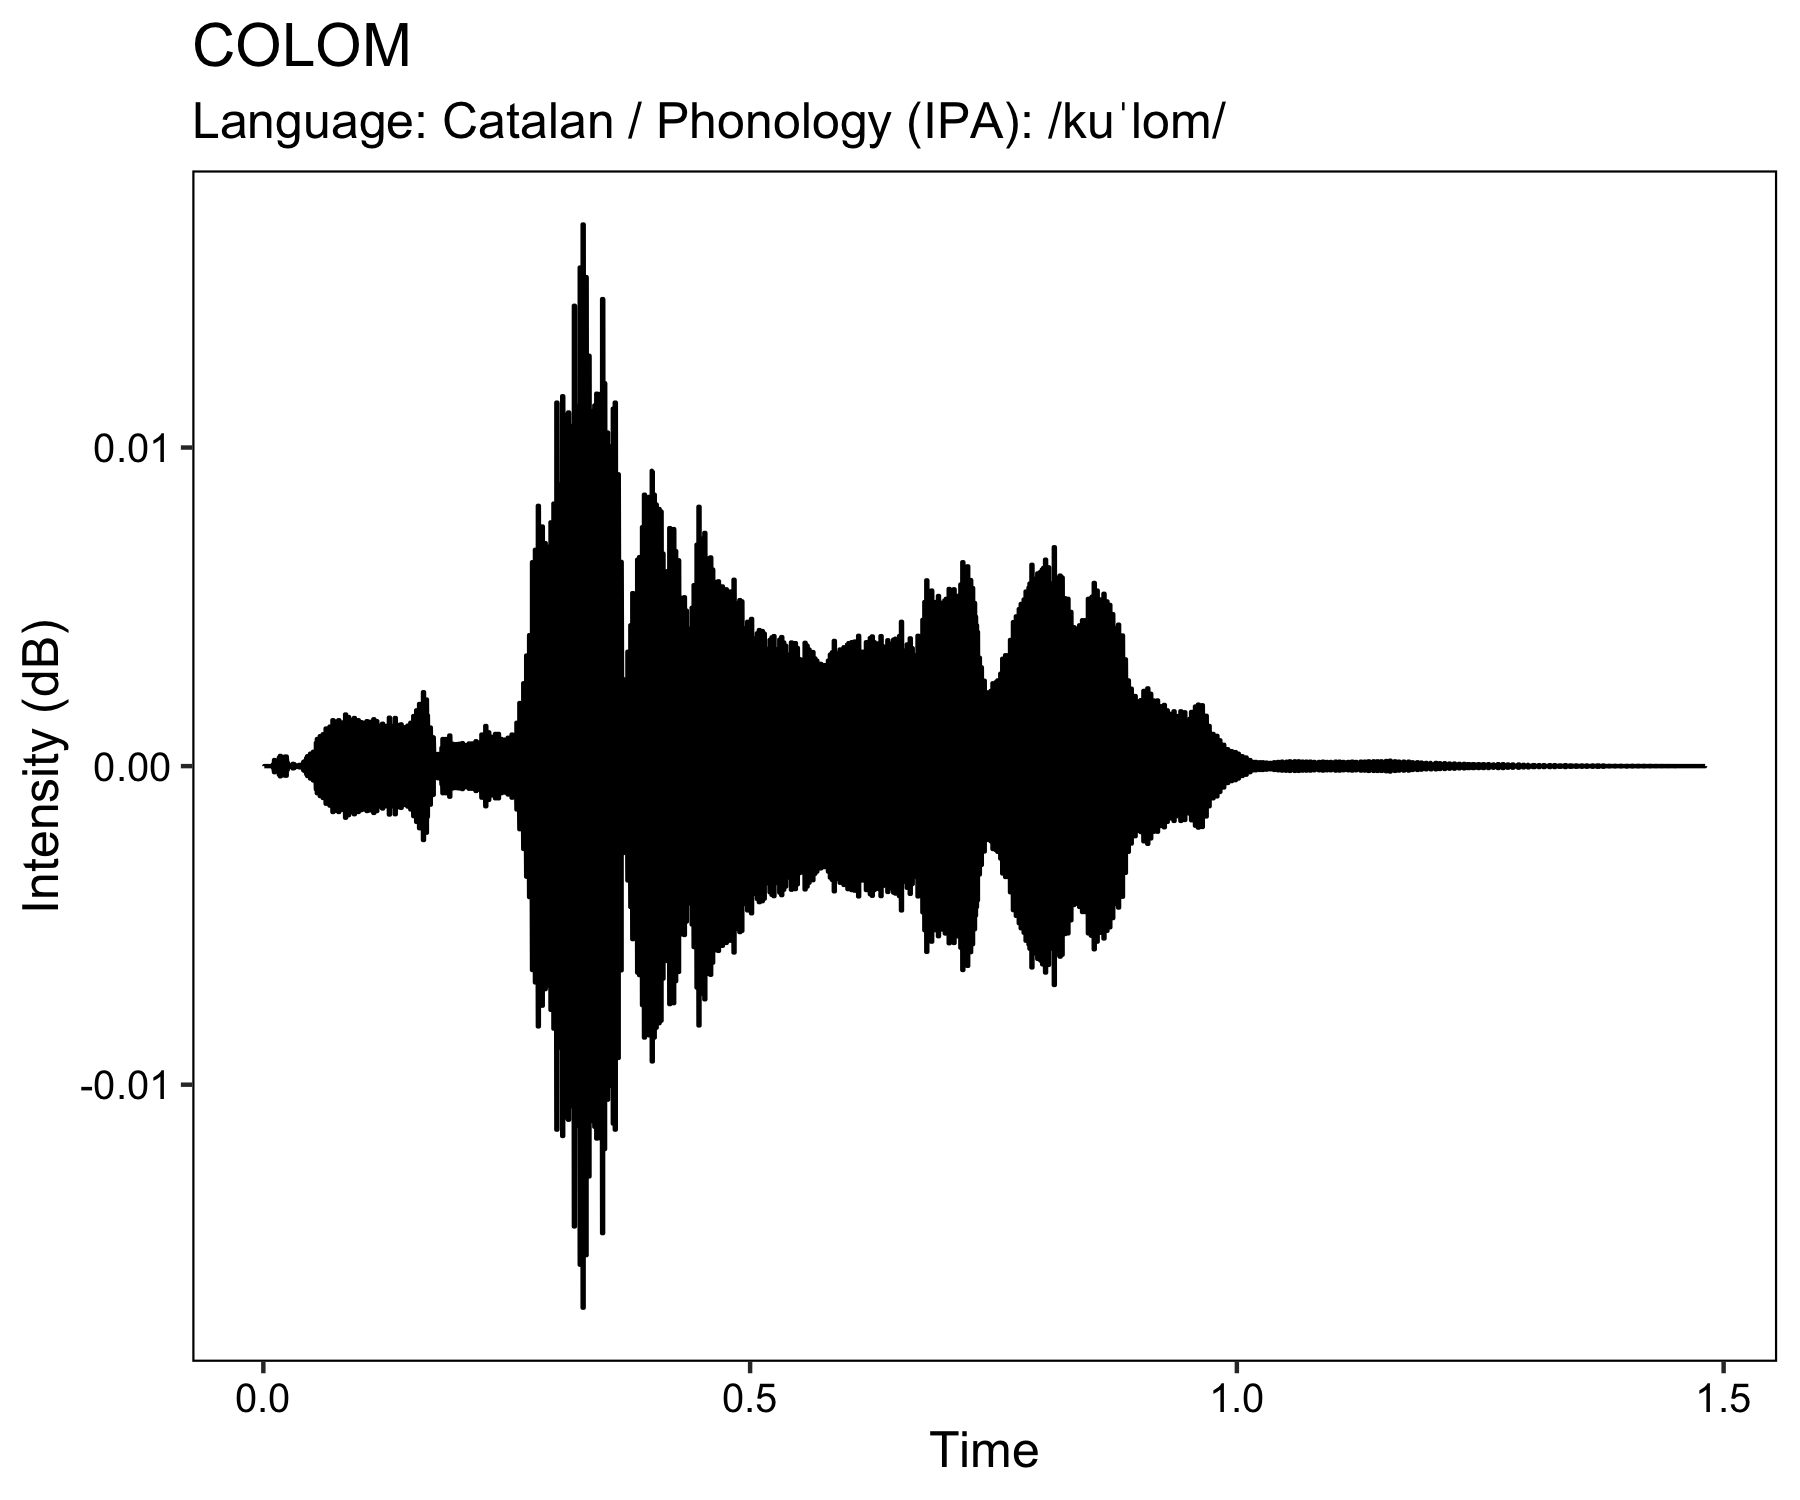 COLOM
Language: Catalan / Phonology (IPA): /kuˈlom/
Intensity (dB)
0.01
0.00
-0.01
0.0 0.5 1.0 1.5
Time